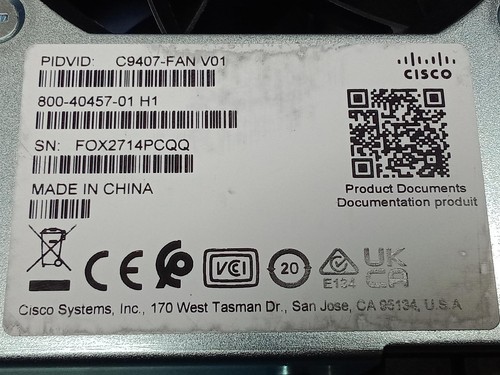 PIDVID: C9407-FAN V01
CISCO
800-40457-01 H1
SN: FOX2714PCQQ
MADE IN CHINA
Product Documents
Documentation produit
CE
VCI
20
E134
UK
CA
Cisco Systems, Inc., 170 West Tasman Dr., San Jose, CA 95134, U.S.A